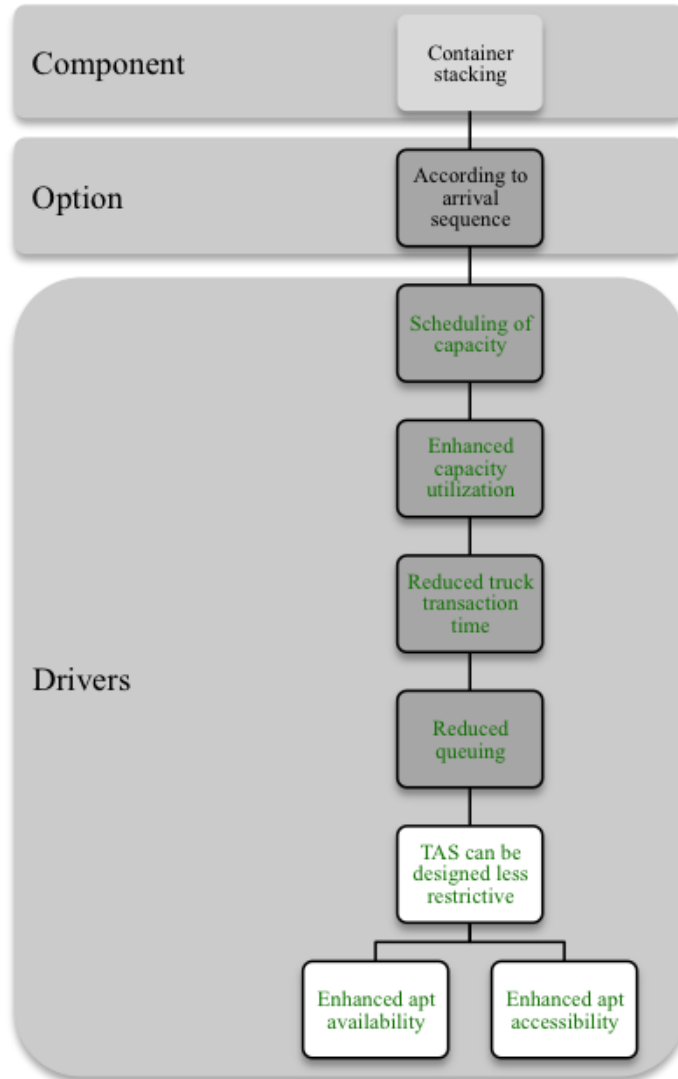 Component
Container
stacking
Option
According to
arrival
sequence
Drivers
Scheduling of
capacity
Enhanced
capacity
utilization
Reduced truck
transaction
time
Reduced
queuing
TAS can be
designed less
restrictive
Enhanced apt
availability
Enhanced apt
accessibility